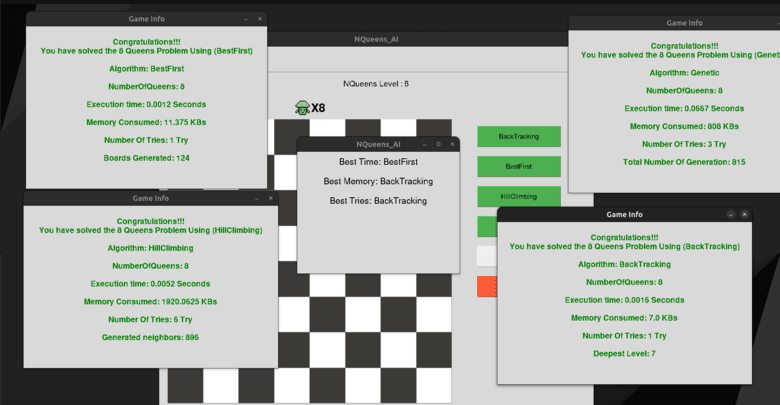 Game Info
Congratulations!!!
You have solved the 8 Queens Problem Using (BestFirst)
Algorithm: BestFirst
NumberOfQueens: 8
Execution time: 0.0012 Seconds
Memory Consumed: 11.375 KBs
Number Of Tries: 1 Try
Boards Generated: 124
NQueens_AI
NQueens Level : 8
X8
BackTracking
BestFirst
HillClimbing
Game Info
Congratulations!!!
You have solved the 8 Queens Problem Using (Geneti
Algorithm: Genetic
NumberOfQueens: 8
Execution time: 0.0667 Seconds
Memory Consumed: 808 KBs
Number Of Tries: 3 Try
Total Number Of Generation: 815
NQueens_AI
Best Time: BestFirst
Best Memory: BackTracking
Best Tries: BackTracking
Game Info
Congratulations!!!
You have solved the 8 Queens Problem Using (HillClimbing)
Algorithm: HillClimbing
NumberOfQueens: 8
Execution time: 0.0052 Seconds
Memory Consumed: 1920.0625 KBs
Number Of Tries: 6 Try
Generated neighbors: 896
Game Info
Congratulations!!!
You have solved the 8 Queens Problem Using (BackTracking)
Algorithm: BackTracking
NumberOfQueens: 8
Execution time: 0.0016 Seconds
Memory Consumed: 7.0 KBs
Number Of Tries: 1 Try
Deepest Level: 7